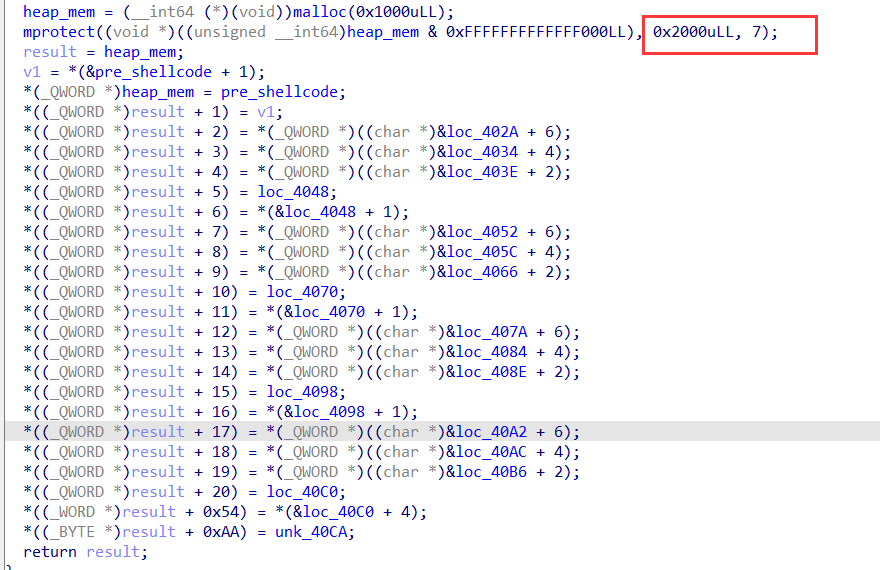 heap_mem = (__int64 (*)(void))malloc(0x1000uLL);
mprotect((void *)((unsigned __int64)heap_mem & 0xFFFFFFFFFFFFF000LL), 0x2000uLL, 7);
result = heap_mem;
v1 = *(&pre_shellcode + 1);
*(_QWORD *)heap_mem = pre_shellcode;
*((_QWORD *)result + 1) = v1;
*((_QWORD *)result + 2) = *(_QWORD *)((char *)&loc_402A + 6);
*((_QWORD *)result + 3) = *(_QWORD *)((char *)&loc_4034 + 4);
*((_QWORD *)result + 4) = *(_QWORD *)((char *)&loc_403E + 2);
*((_QWORD *)result + 5) = loc_4048;
*((_QWORD *)result + 6) = *(&loc_4048 + 1);
*((_QWORD *)result + 7) = *(_QWORD *)((char *)&loc_4052 + 6);
*((_QWORD *)result + 8) = *(_QWORD *)((char *)&loc_405C + 4);
*((_QWORD *)result + 9) = *(_QWORD *)((char *)&loc_4066 + 2);
*((_QWORD *)result + 10) = loc_4070;
*((_QWORD *)result + 11) = *(&loc_4070 + 1);
*((_QWORD *)result + 12) = *(_QWORD *)((char *)&loc_407A + 6);
*((_QWORD *)result + 13) = *(_QWORD *)((char *)&loc_4084 + 4);
*((_QWORD *)result + 14) = *(_QWORD *)((char *)&loc_408E + 2);
*((_QWORD *)result + 15) = loc_4098;
*((_QWORD *)result + 16) = *(&loc_4098 + 1);
*((_QWORD *)result + 17) = *(_QWORD *)((char *)&loc_40A2 + 6);
*((_QWORD *)result + 18) = *(_QWORD *)((char *)&loc_40AC + 4);
*((_QWORD *)result + 19) = *(_QWORD *)((char *)&loc_40B6 + 2);
*((_QWORD *)result + 20) = loc_40C0;
*((_WORD *)result + 0x54) = *(&loc_40C0 + 4);
*((_BYTE *)result + 0xAA) = unk_40CA;
return result;